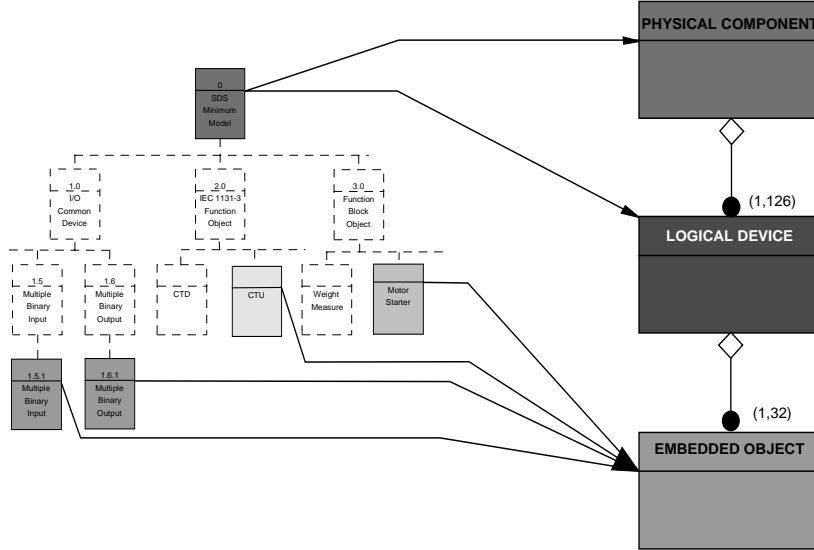 PHYSICAL COMPONENT
0
SDS
Minimum
Model
1.0
I/O
Common
Device
2.0
IEC 1131-3
Function
Object
3.0
Function
Block
Object
(1,126)
LOGICAL DEVICE
1.5
Multiple
Binary
Input
1.6
Multiple
Binary
Output
CTD
CTU
Weight
Measure
Motor
Starter
1.5.1
Multiple
Binary
Input
1.6.1
Multiple
Binary
Output
(1,32)
EMBEDDED OBJECT